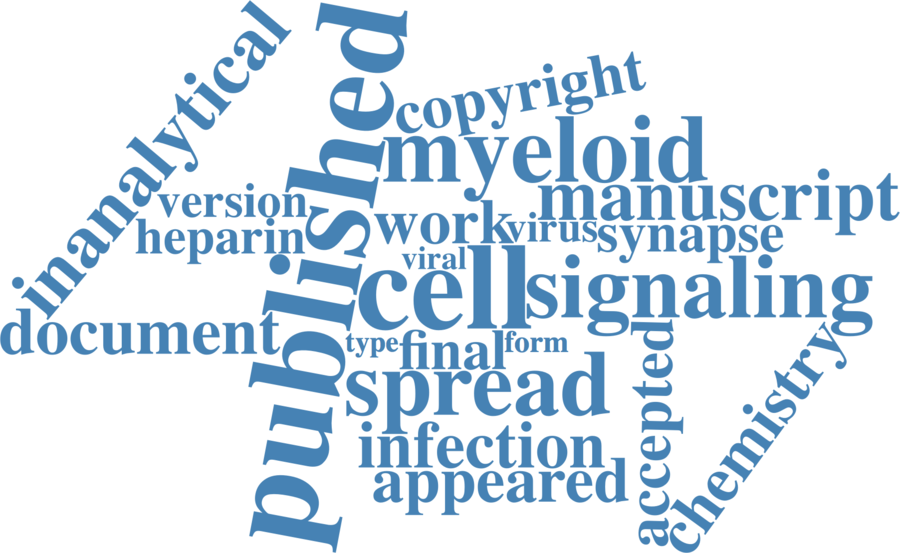 inanalytical
published
copyright
myeloid
version
manuscript
heparin
work
virus
synapse
viral
cell
signaling
document
type
final
form
spread
accepted
chemistry
infection
appeared